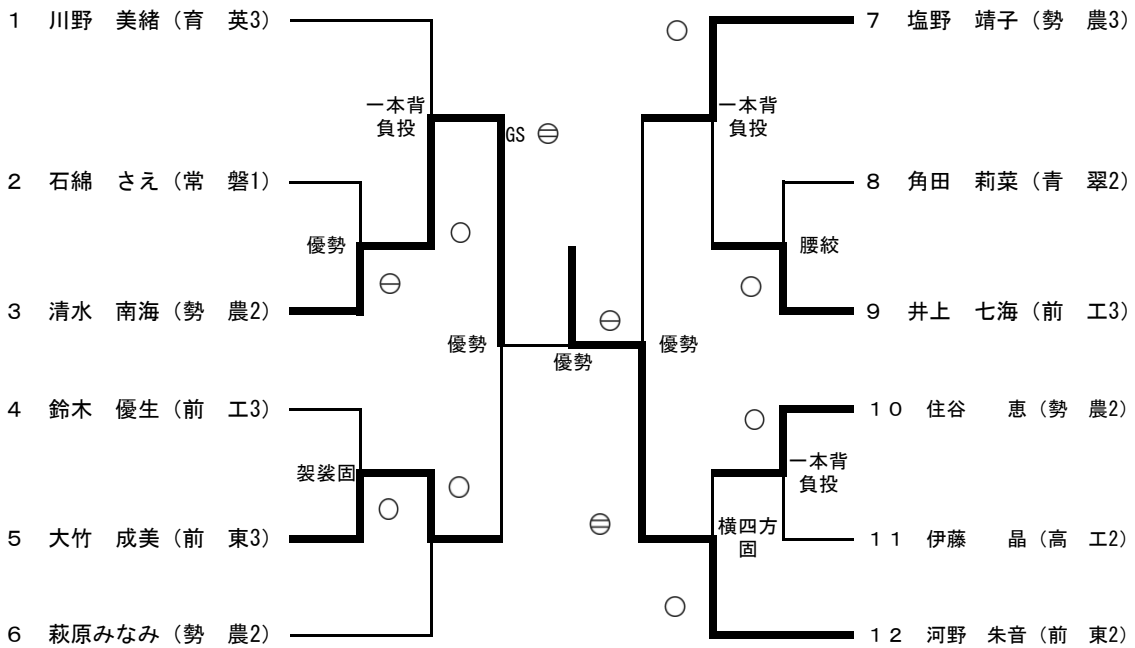 1 川野 美緒 (育 英3)
一本背
負投
GS
2 石綿 さえ (常 磐1)
優勢
3 清水 南海 (勢 農2)
優勢
4 鈴木 優生 (前 工3)
袈裟固
5 大竹 成美 (前 東3)
6 萩原みなみ (勢 農2)
優勢
7 塩野 靖子 (勢 農3)
一本背
負投
8 角田 莉菜 (青 翠2)
腰絞
9 井上 七海 (前 工3)
優勢
10 住谷 恵 (勢 農2)
一本背
負投
横四方
固
11 伊藤 晶 (高 工2)
12 河野 朱音 (前 東2)